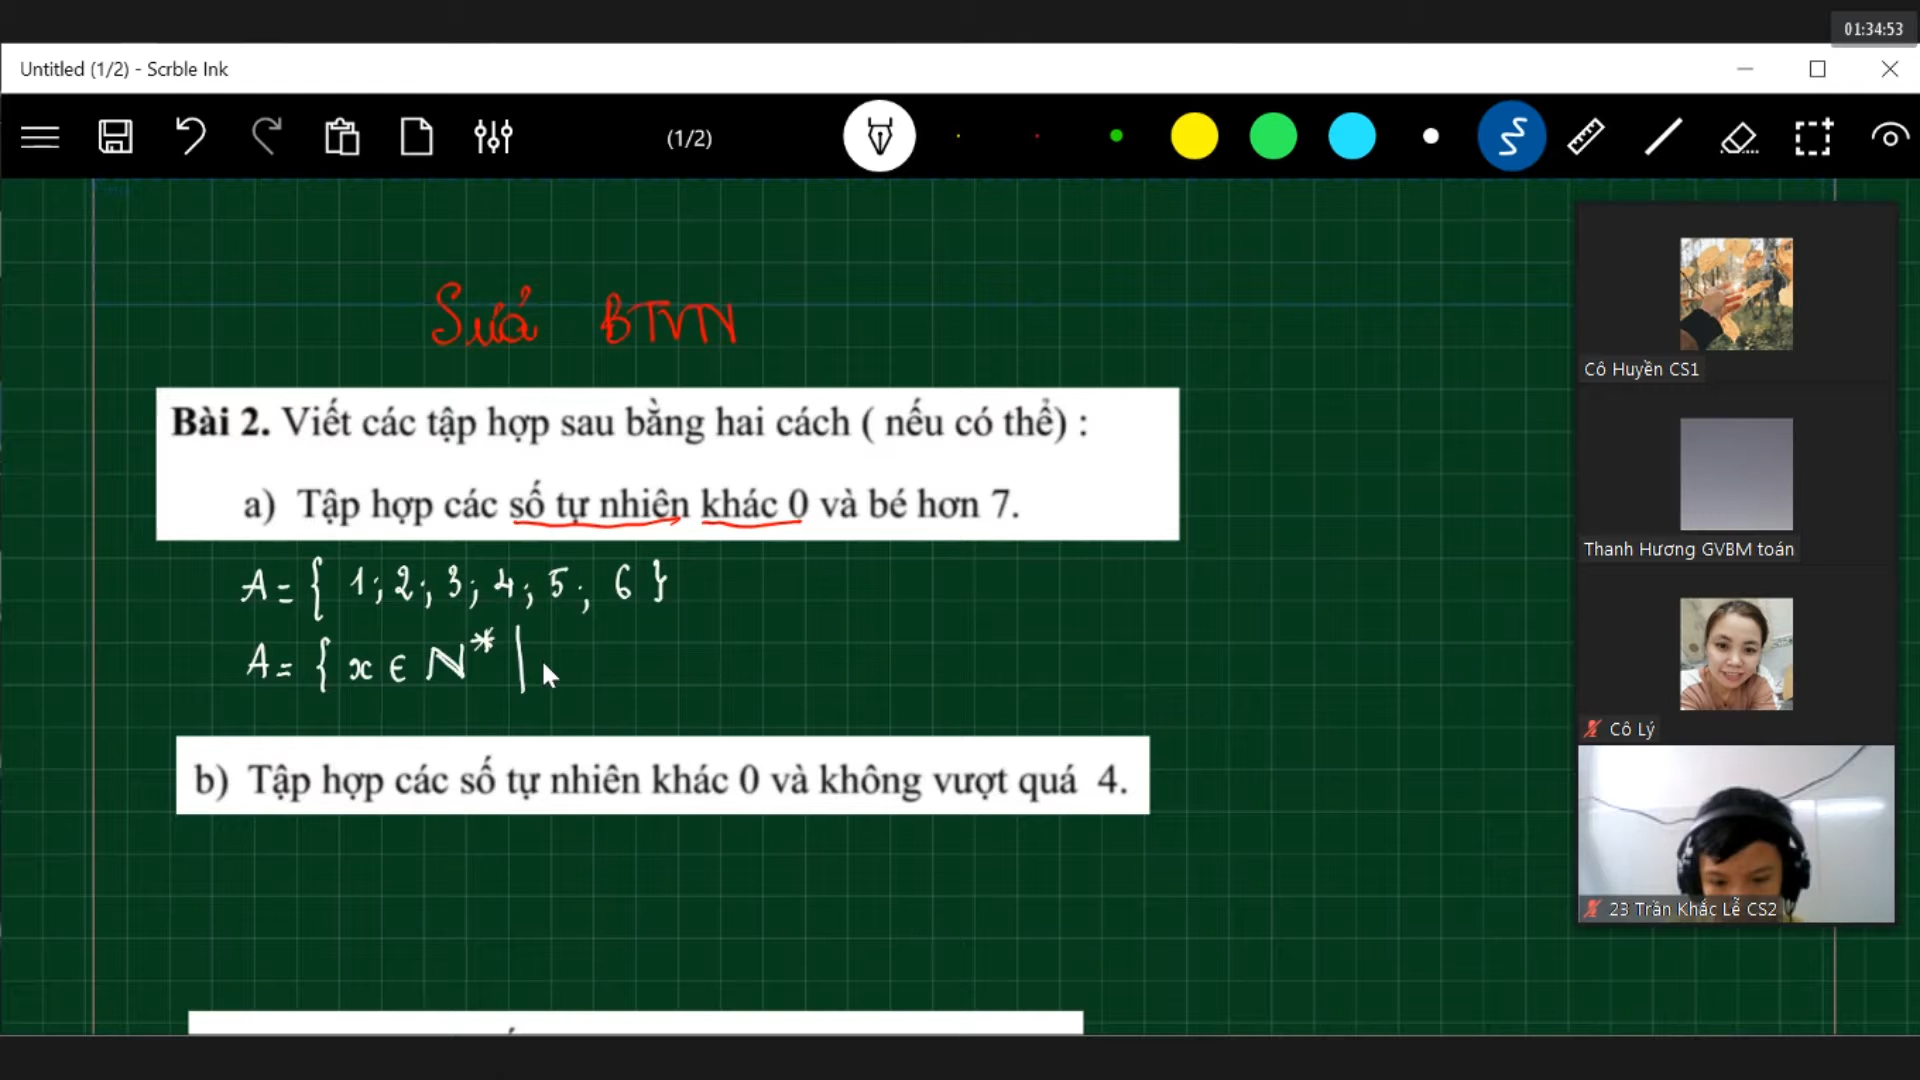 01:34:53
Untitled (1/2) - Scrble Ink
(1/2)
Sửa BTVN
Bài 2. Viết các tập hợp sau bằng hai cách ( nếu có thể) :
a) Tập hợp các số tự nhiên khác 0 và bé hơn 7.
A = { 1; 2; 3; 4; 5; 6 }
A = { x ∈ N* |
b) Tập hợp các số tự nhiên khác 0 và không vượt quá 4.
Cô Huyền CS1
Thanh Hương GVBM toán
Cô Lý
23 Trần Khắc Lễ CS2